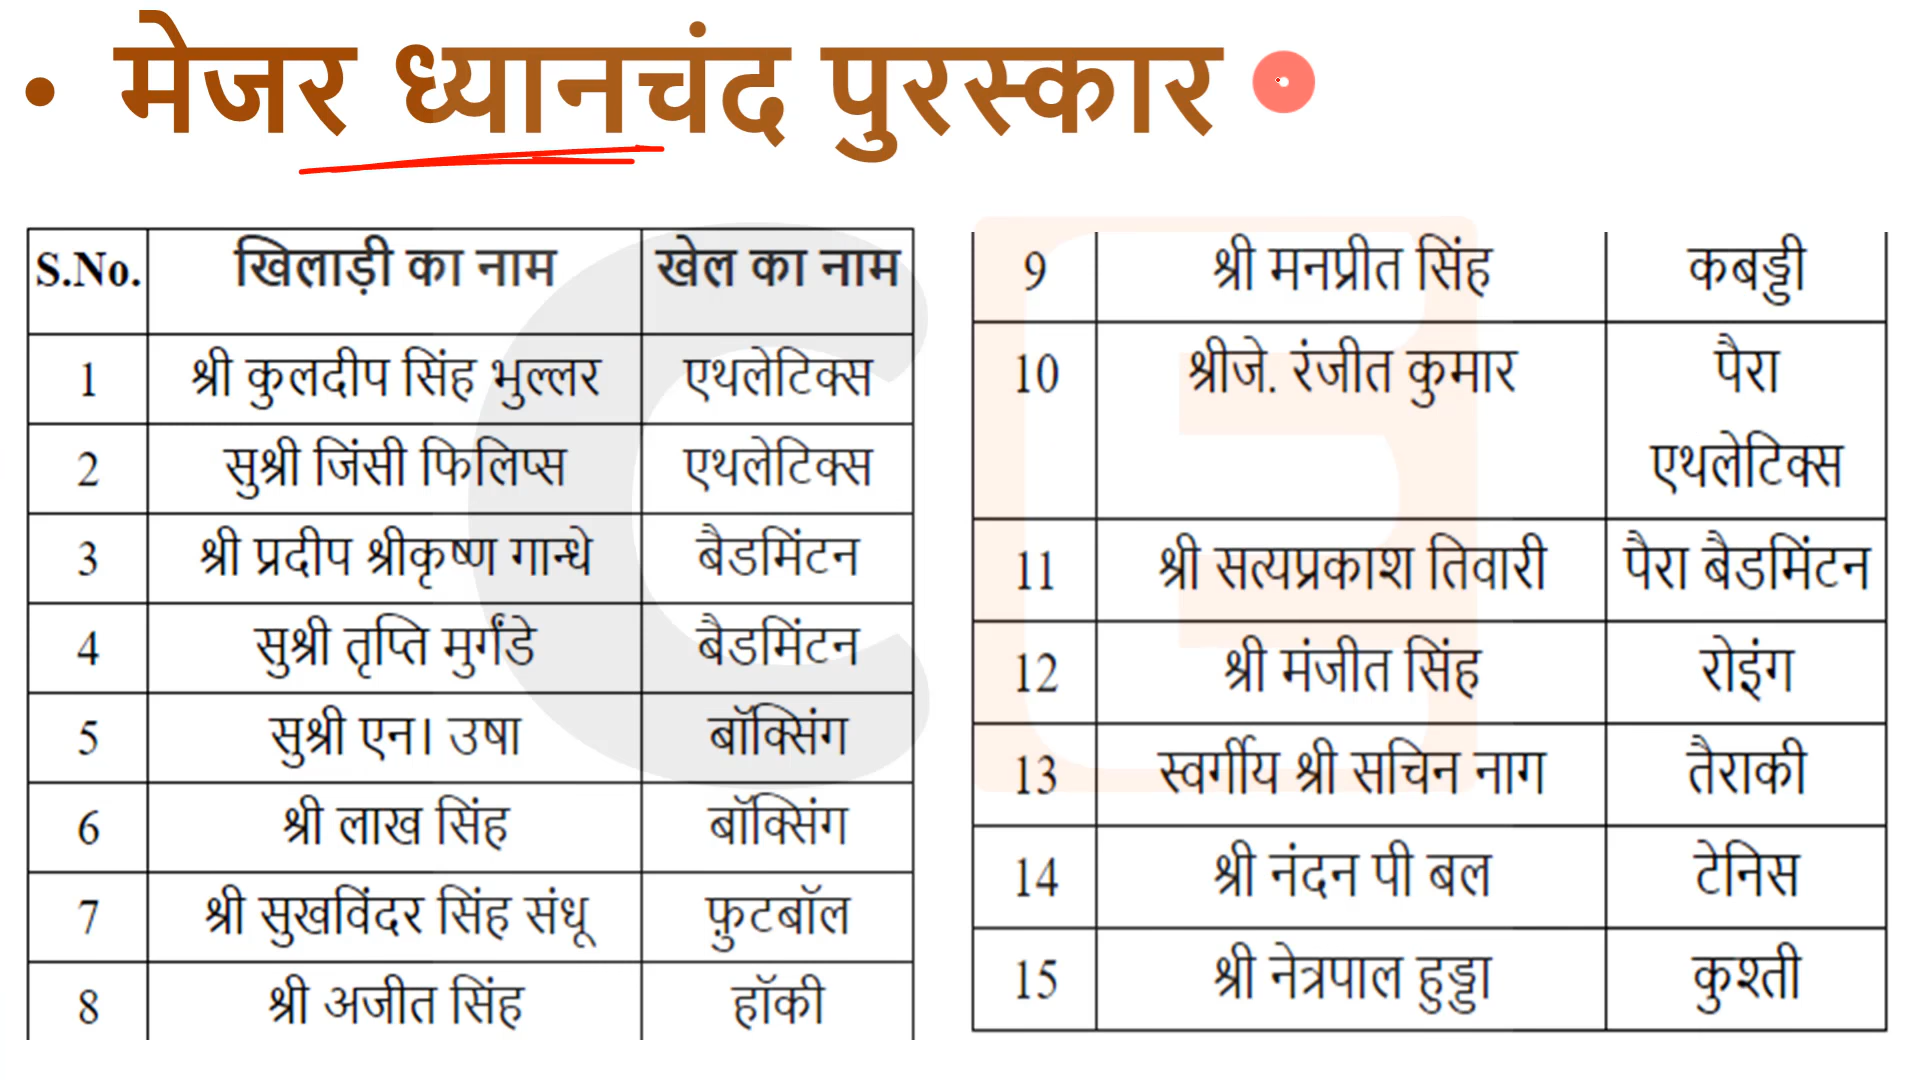 • मेजर ध्यानचंद पुरस्कार
S.No. खिलाड़ी का नाम खेल का नाम
1 श्री कुलदीप सिंह भुल्लर एथलेटिक्स
2 सुश्री जिंसी फिलिप्स एथलेटिक्स
3 श्री प्रदीप श्रीकृष्ण गान्धे बैडमिंटन
4 सुश्री तृप्ति मुर्गंडे बैडमिंटन
5 सुश्री एन। उषा बॉक्सिंग
6 श्री लाख सिंह बॉक्सिंग
7 श्री सुखविंदर सिंह संधू फुटबॉल
8 श्री अजीत सिंह हॉकी
9 श्री मनप्रीत सिंह कबड्डी
10 श्रीजे. रंजीत कुमार पैरा
एथलेटिक्स
11 श्री सत्यप्रकाश तिवारी पैरा बैडमिंटन
12 श्री मंजीत सिंह रोइंग
13 स्वर्गीय श्री सचिन नाग तैराकी
14 श्री नंदन पी बल टेनिस
15 श्री नेत्रपाल हुड्डा कुश्ती